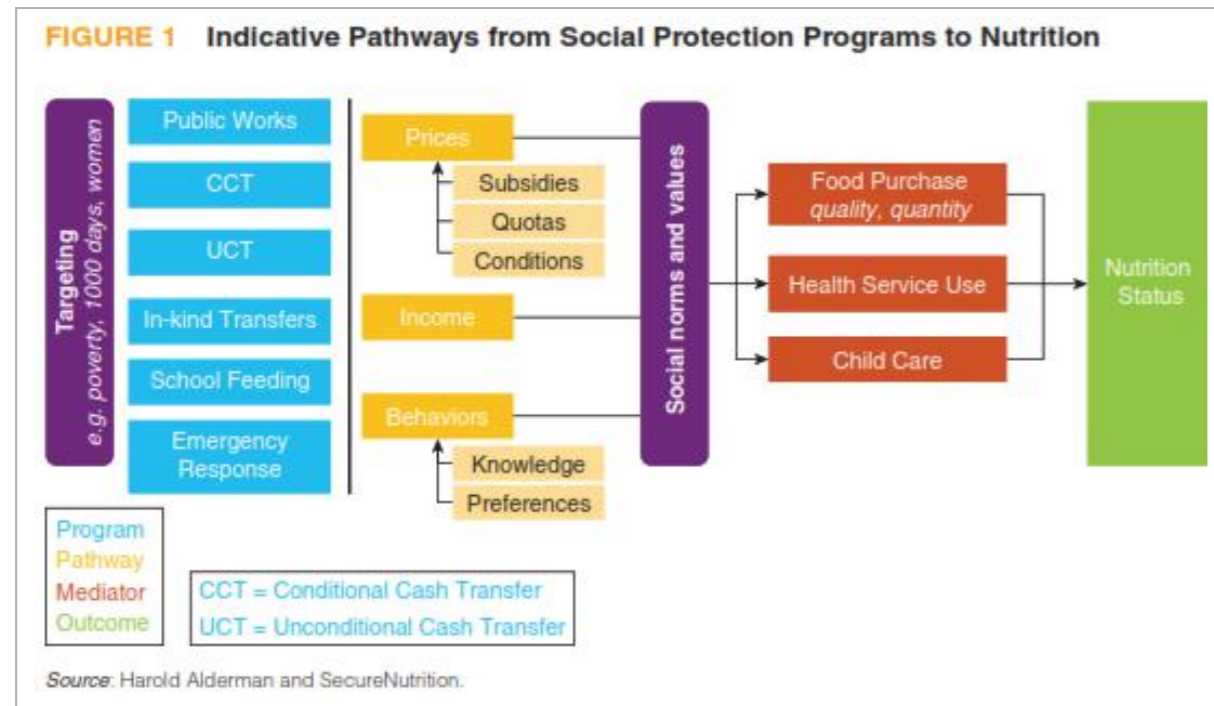 FIGURE 1 Indicative Pathways from Social Protection Programs to Nutrition
Targeting
e.g. poverty, 1000 days, women
Public Works
CCT
UCT
In-kind Transfers
School Feeding
Emergency
Response
Prices
Subsidies
Quotas
Conditions
Income
Behaviors
Knowledge
Preferences
Social norms and values
Food Purchase
quality, quantity
Health Service Use
Child Care
Nutrition
Status
Program
Pathway
Mediator
Outcome
CCT = Conditional Cash Transfer
UCT = Unconditional Cash Transfer
Source: Harold Alderman and SecureNutrition.